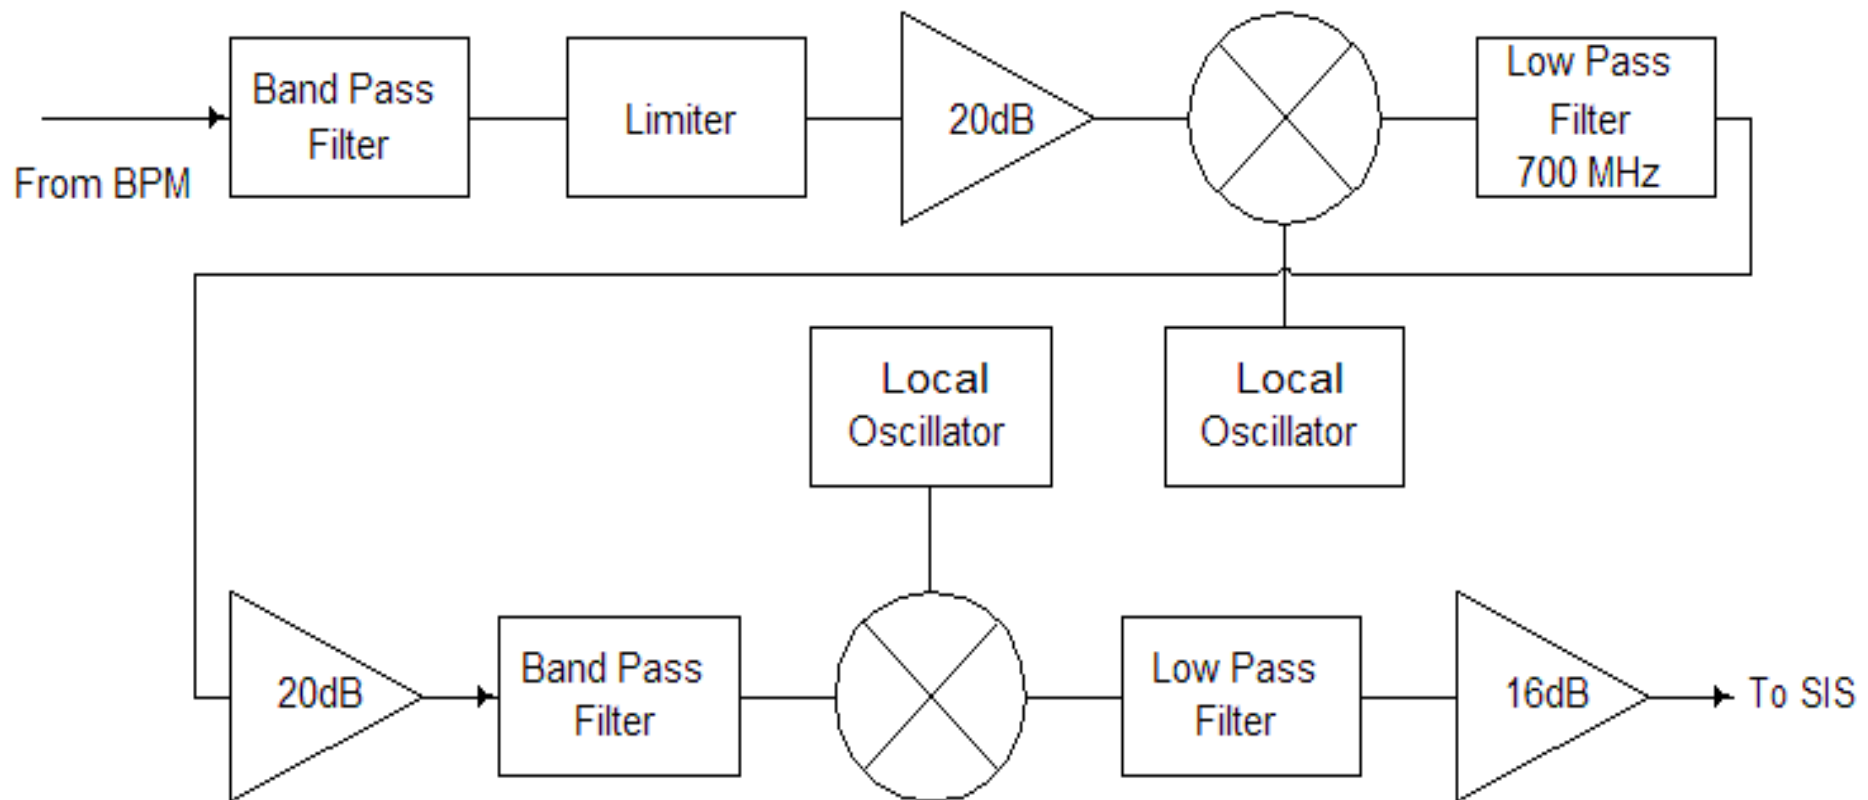 Band Pass
Filter
Limiter
20dB
Low Pass
Filter
700 MHz
From BPM
Local
Oscillator
Local
Oscillator
20dB
Band Pass
Filter
Low Pass
Filter
16dB
To SIS